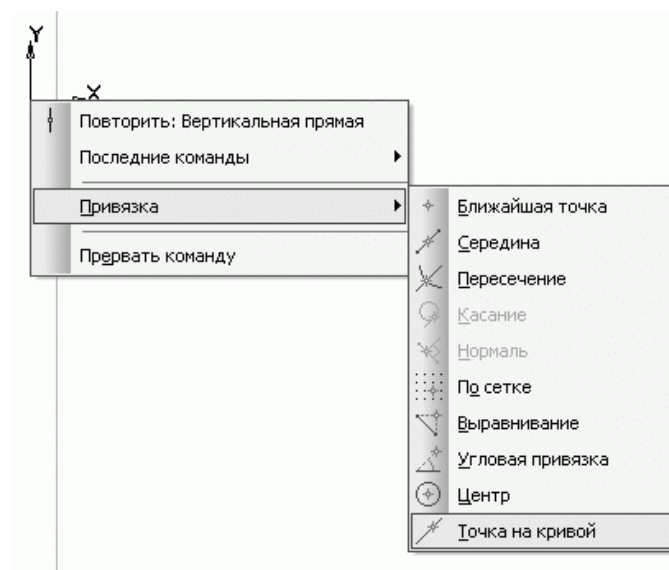 Y
X
Повторить: Вертикальная прямая
Последние команды
Привязка
Прервать команду
Ближайшая точка
Середина
Пересечение
Касание
Нормаль
По сетке
Выравнивание
Угловая привязка
Центр
Точка на кривой